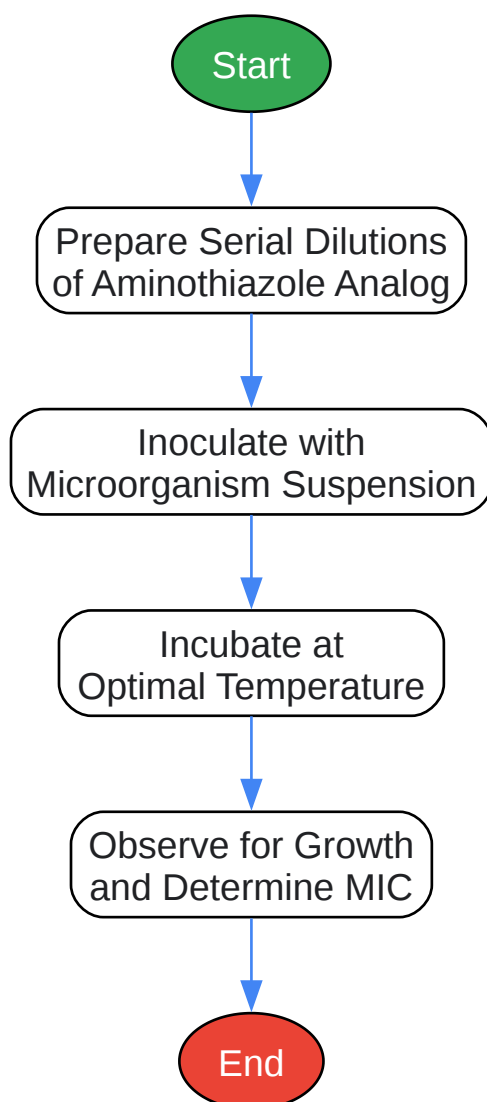 Start
Prepare Serial Dilutions
of Aminothiazole Analog
Inoculate with
Microorganism Suspension
Incubate at
Optimal Temperature
Observe for Growth
and Determine MIC
End